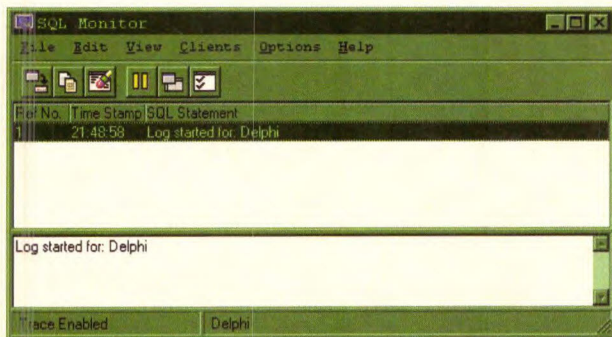 SQL Monitor
File Edit View Clients Options Help
Ref No. Time Stamp SQL Statement
1 21:48:58 Log started for: Delphi
Log started for: Delphi
Trace Enabled Delphi